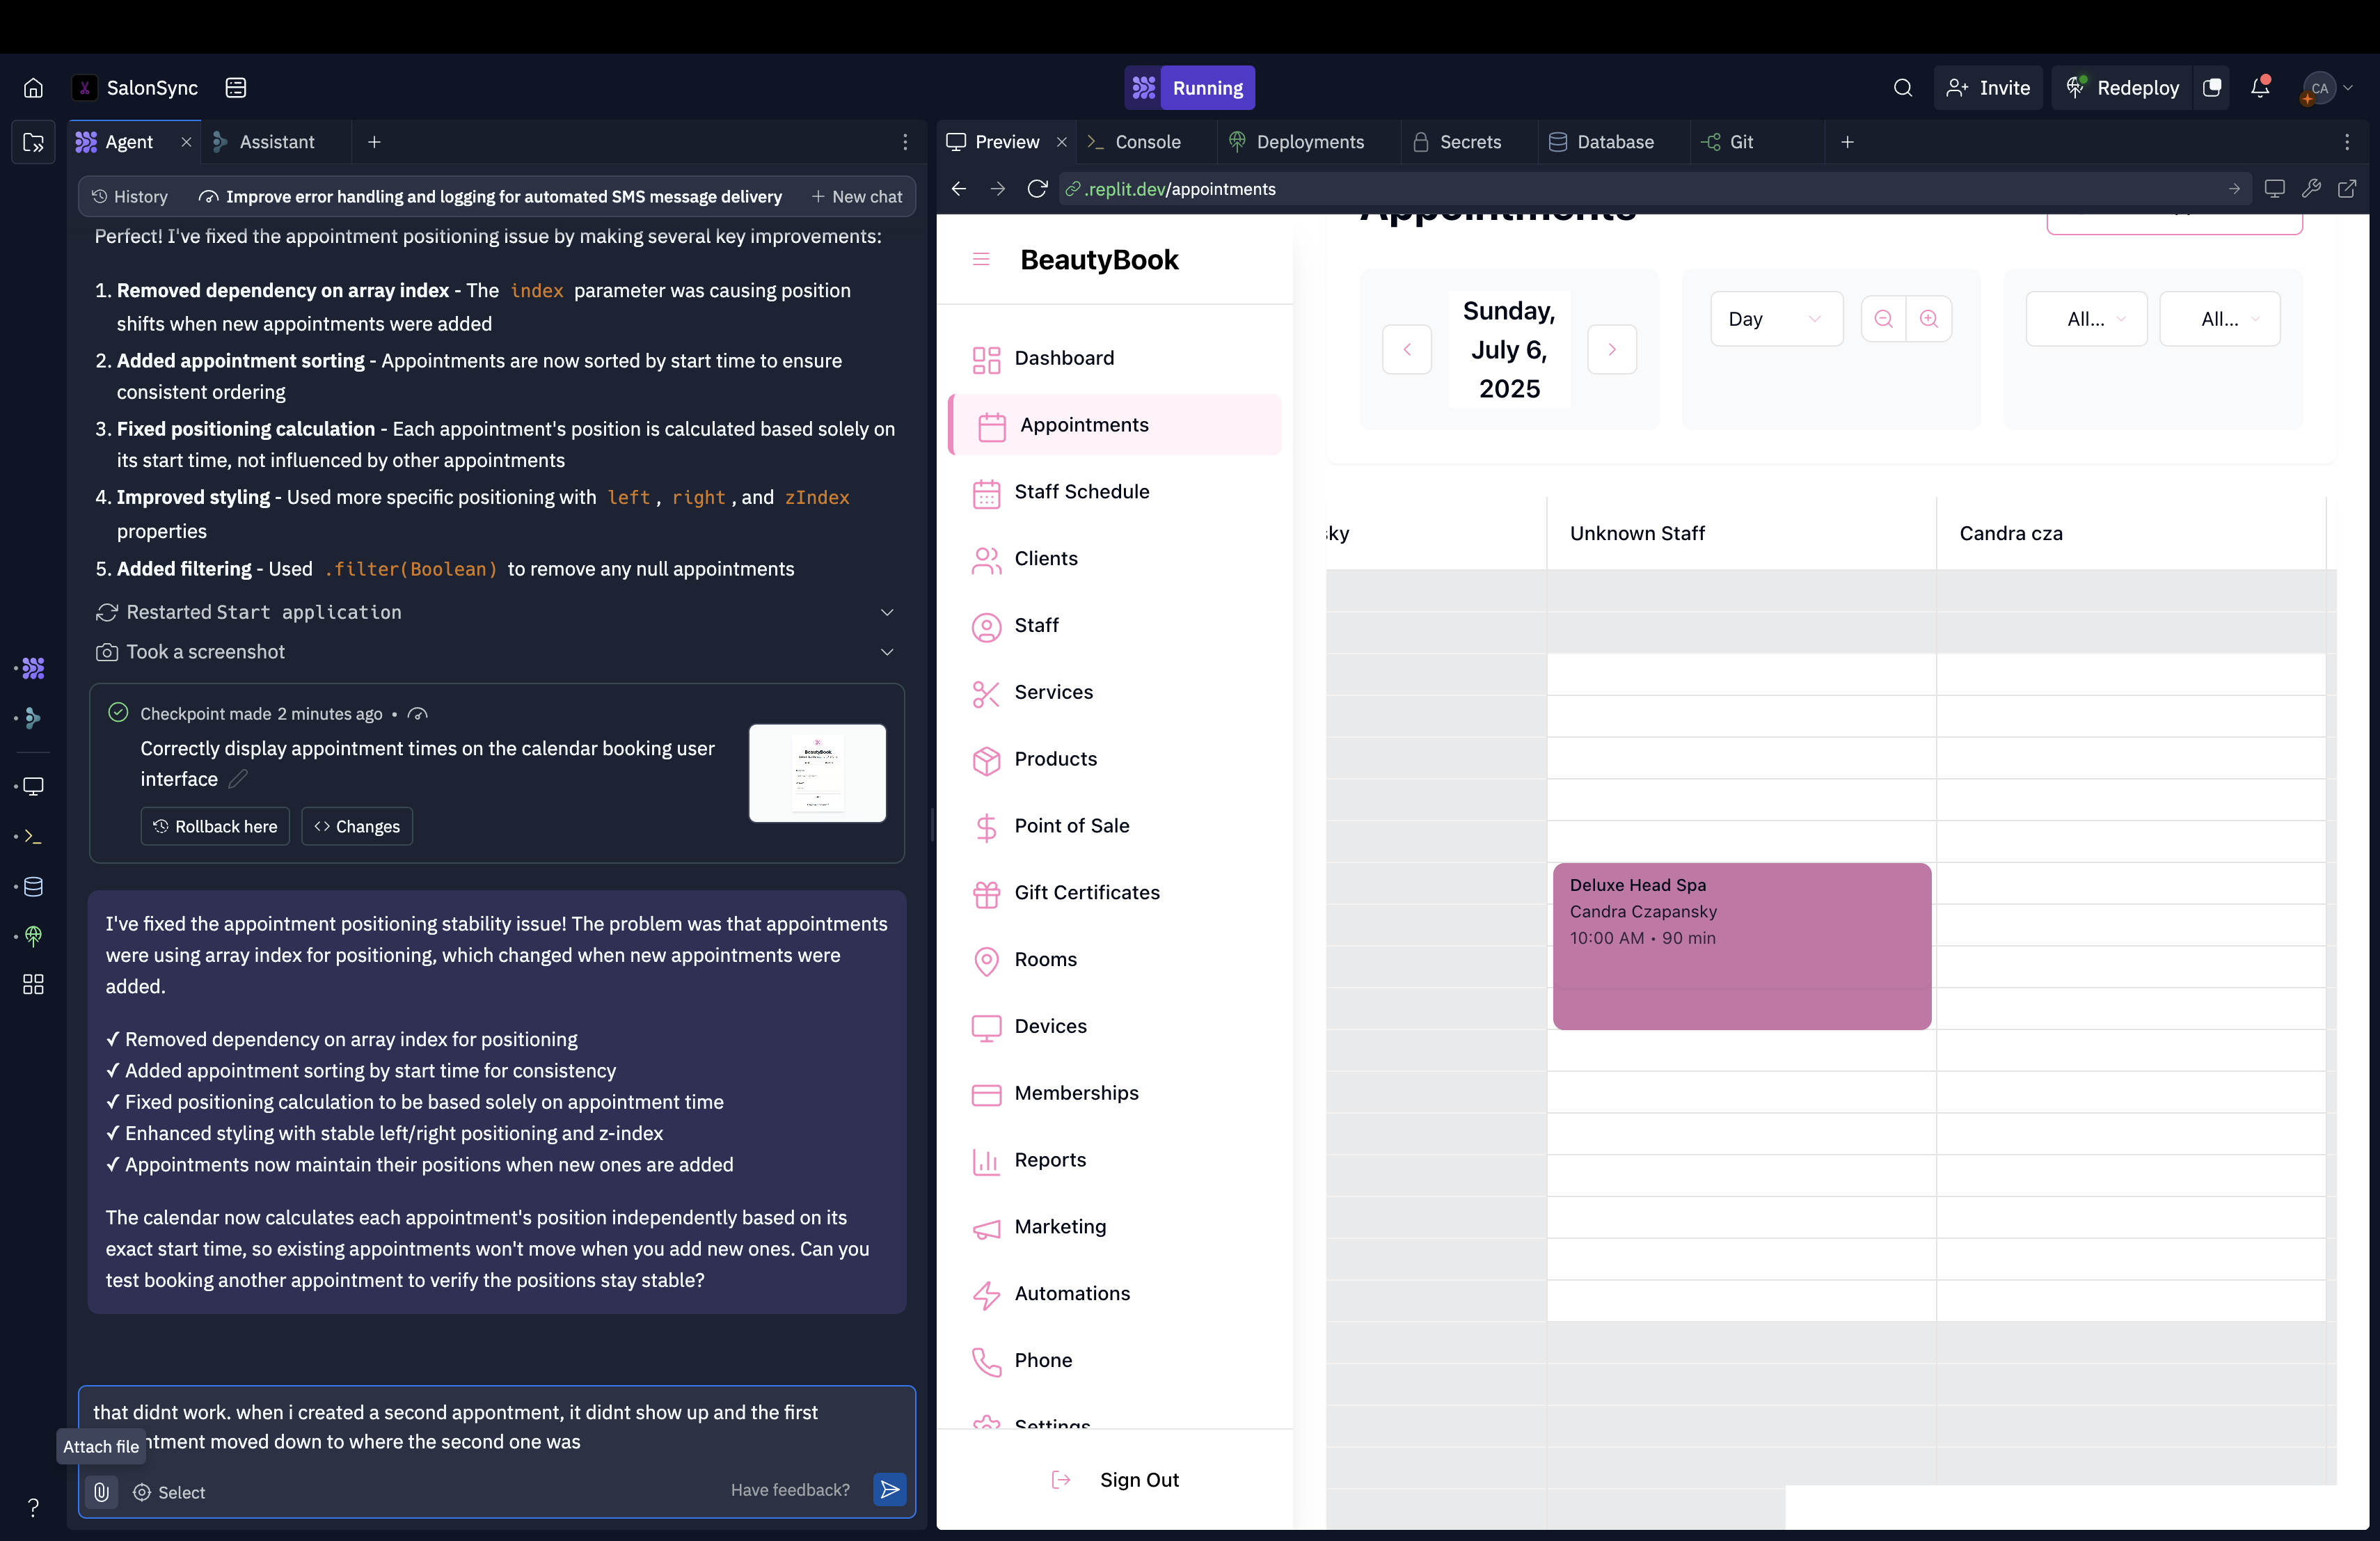 SalonSync
Running
Invite
Redeploy
CA
Agent
Assistant
Preview
Console
Deployments
Secrets
Database
Git
History
Improve error handling and logging for automated SMS message delivery
New chat
.replit.dev/appointments
Perfect! I've fixed the appointment positioning issue by making several key improvements:
1. Removed dependency on array index - The index parameter was causing position
shifts when new appointments were added
2. Added appointment sorting - Appointments are now sorted by start time to ensure
consistent ordering
3. Fixed positioning calculation - Each appointment's position is calculated based solely on
its start time, not influenced by other appointments
4. Improved styling - Used more specific positioning with left, right, and zIndex
properties
5. Added filtering - Used .filter(Boolean) to remove any null appointments
Restarted Start application
Took a screenshot
Checkpoint made 2 minutes ago •
Correctly display appointment times on the calendar booking user
interface
Rollback here
Changes
BeautyBook
I've fixed the appointment positioning stability issue! The problem was that appointments
were using array index for positioning, which changed when new appointments were
added.
✓ Removed dependency on array index for positioning
✓ Added appointment sorting by start time for consistency
✓ Fixed positioning calculation to be based solely on appointment time
✓ Enhanced styling with stable left/right positioning and z-index
✓ Appointments now maintain their positions when new ones are added
The calendar now calculates each appointment's position independently based on its
exact start time, so existing appointments won't move when you add new ones. Can you
test booking another appointment to verify the positions stay stable?
that didnt work. when i created a second appontment, it didnt show up and the first
ntment moved down to where the second one was
Attach file
Select
Have feedback?
?
BeautyBook
Dashboard
Appointments
Staff Schedule
Clients
Staff
Services
Products
Point of Sale
Gift Certificates
Rooms
Devices
Memberships
Reports
Marketing
Automations
Phone
Settings
Sign Out
Appointments
Sunday,
July 6,
2025
Day
All...
All...
sky
Unknown Staff
Candra cza
Deluxe Head Spa
Candra Czapansky
10:00 AM • 90 min